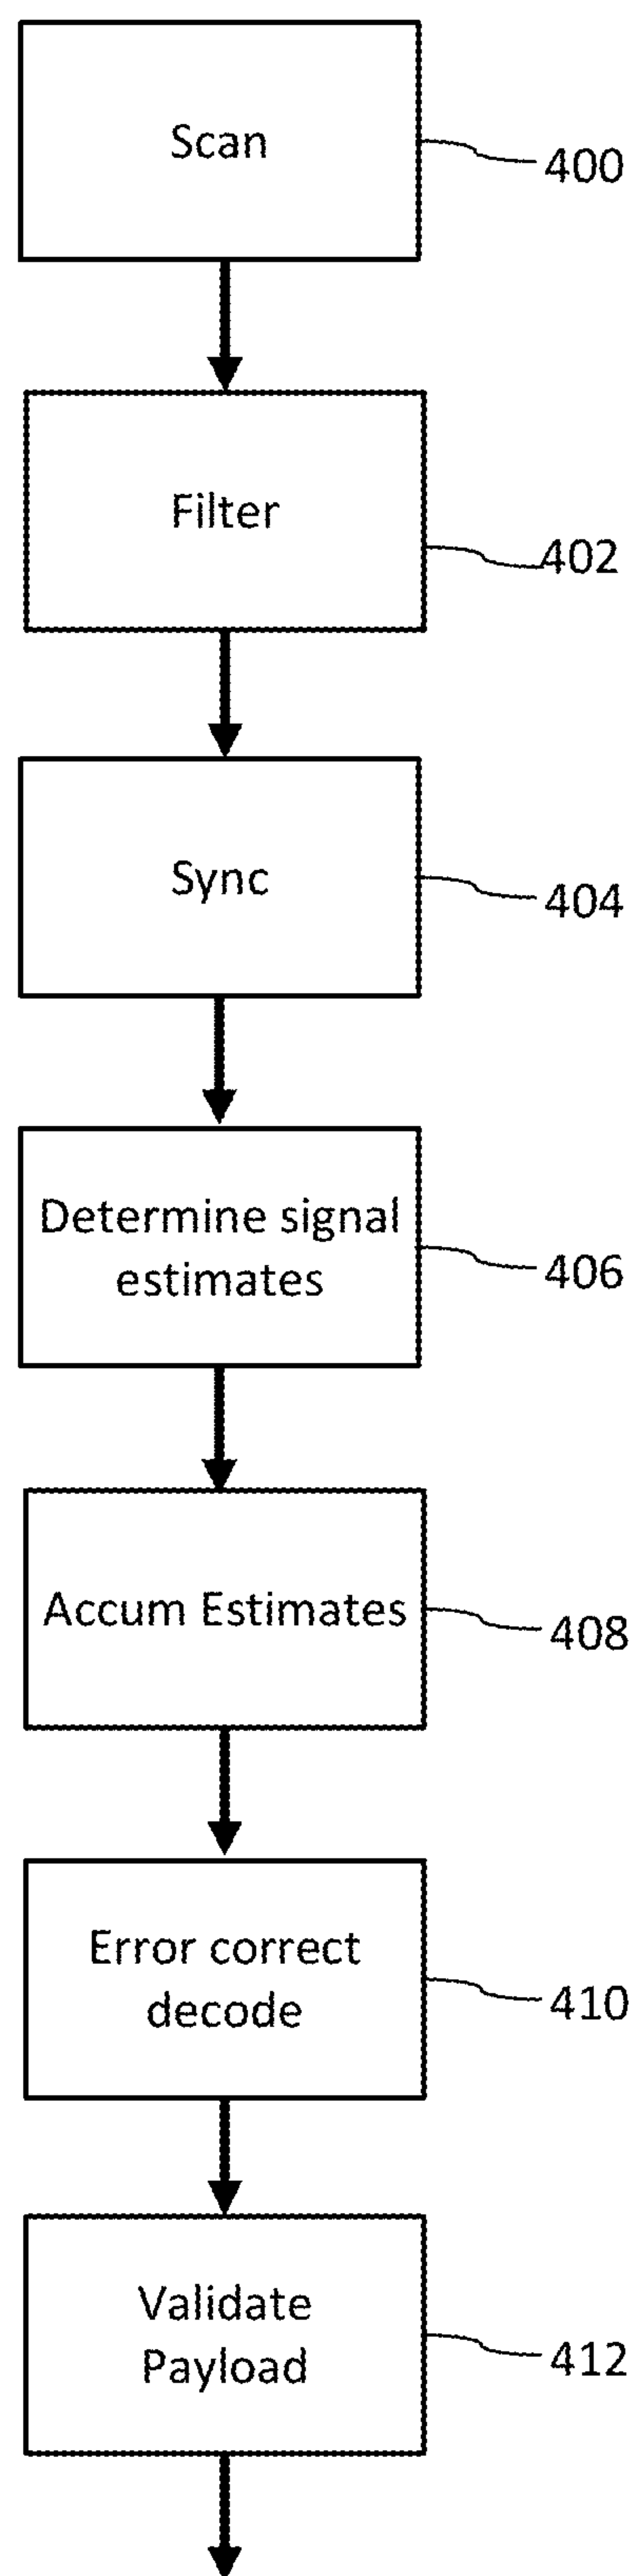 Scan
400
Filter
402
Sync
404
Determine signal
estimates
406
Accum Estimates
408
Error correct
decode
410
Validate
Payload
412